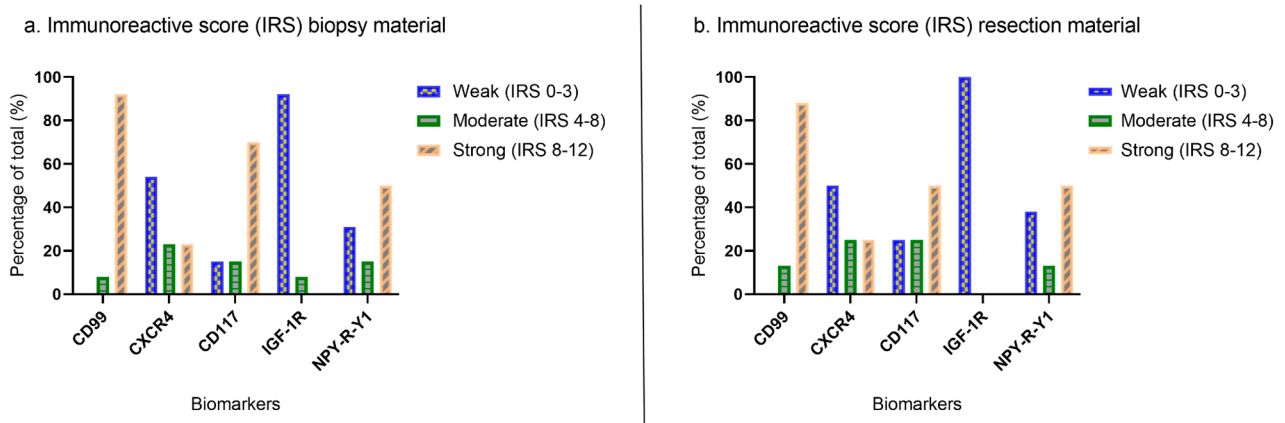 a. Immunoreactive score (IRS) biopsy material
Percentage of total (%)
100
80
60
40
20
0
CD99
CXCR4
CD117
IGF-1R
NPY-R-Y1
Biomarkers
Weak (IRS 0-3)
Moderate (IRS 4-8)
Strong (IRS 8-12)
b. Immunoreactive score (IRS) resection material
Percentage of total (%)
100
80
60
40
20
0
CD99
CXCR4
CD117
IGF-1R
NPY-R-Y1
Biomarkers
Weak (IRS 0-3)
Moderate (IRS 4-8)
Strong (IRS 8-12)